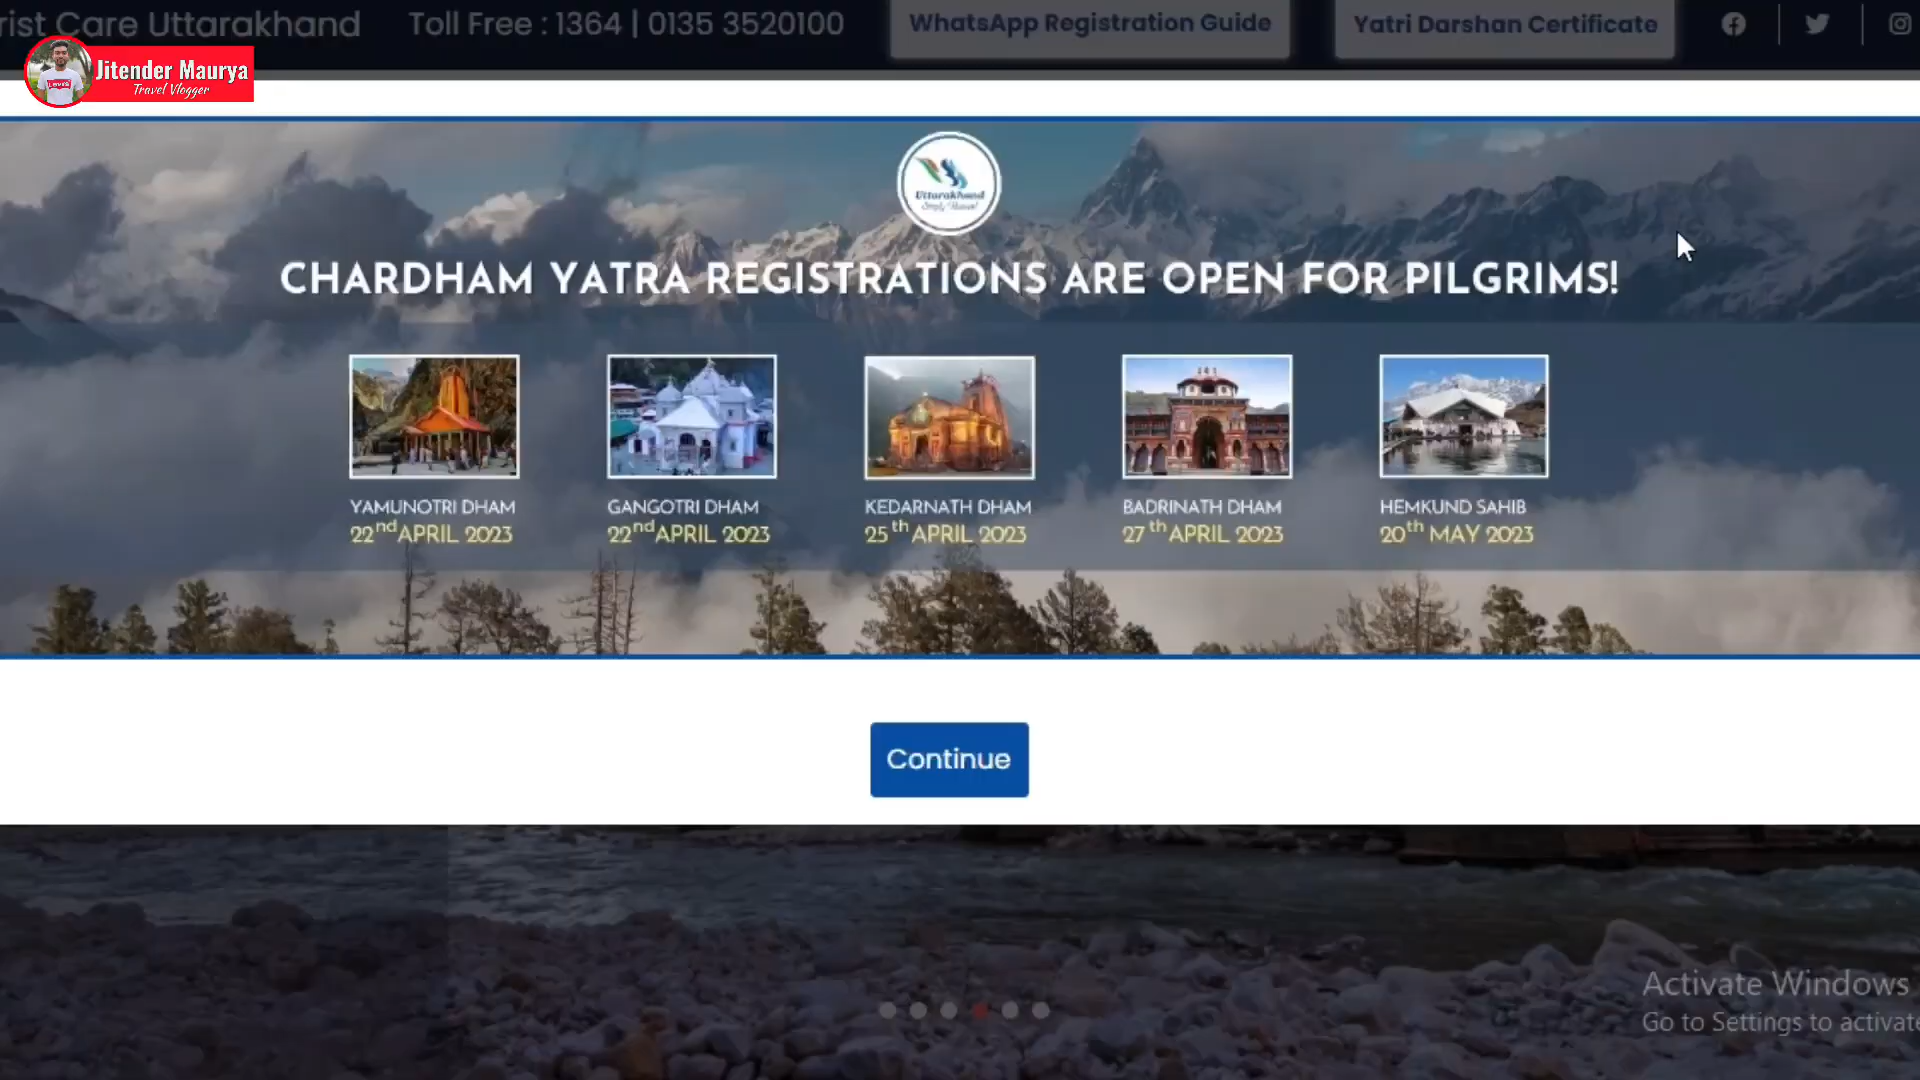 rist Care Uttarakhand
Toll Free : 1364 | 0135 3520100
WhatsApp Registration Guide
Yatri Darshan Certificate
Jitender Maurya
Travel Vlogger
Uttarakhand
CHARDHAM YATRA REGISTRATIONS ARE OPEN FOR PILGRIMS!
YAMUNOTRI DHAM
22nd APRIL 2023
GANGOTRI DHAM
22nd APRIL 2023
KEDARNATH DHAM
25th APRIL 2023
BADRINATH DHAM
27th APRIL 2023
HEMKUND SAHIB
20th MAY 2023
Continue
Activate Windows
Go to Settings to activate